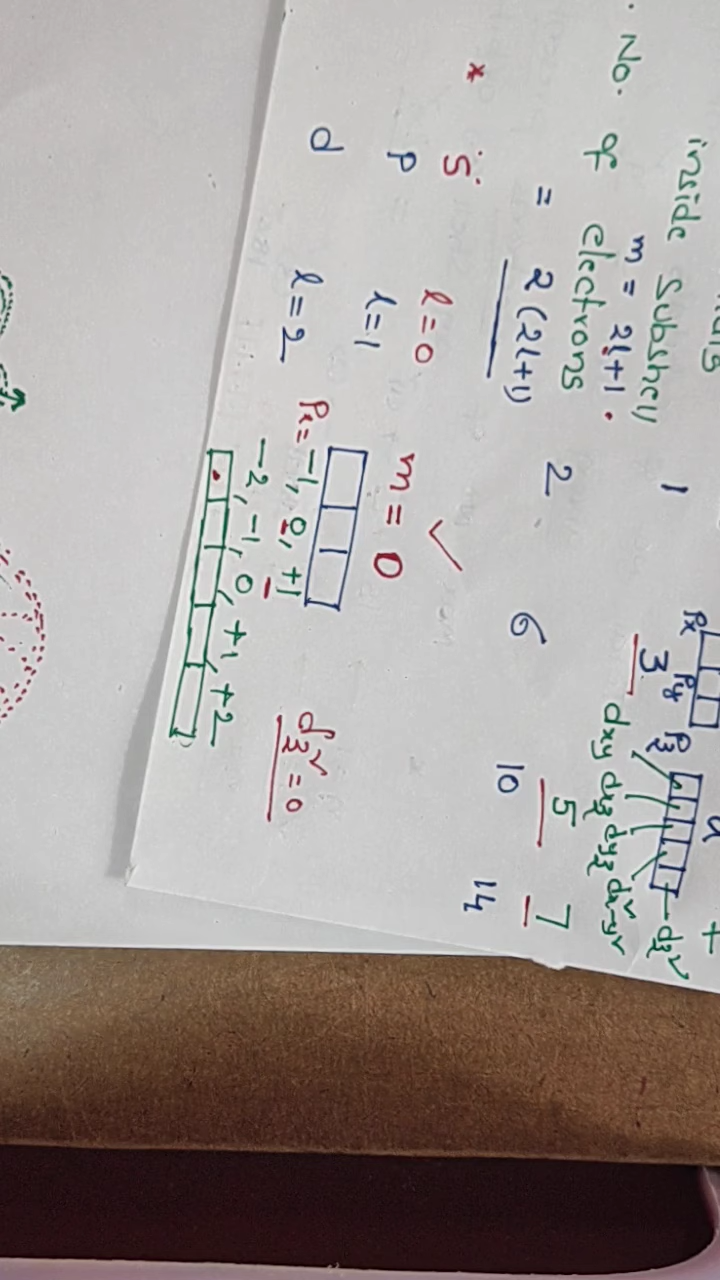 Px Py Pz
inside Subshell 1 3 5 7
m = 2l+1.
dxy dyz dx²-y² dz²
• No. of electrons
= 2(2l+1) 2 6 10 14
* s l=0 m = 0 ✓
p l=1
Px = -1, 0, +1 dz² = 0
d l=2 -2, -1, 0, +1, +2